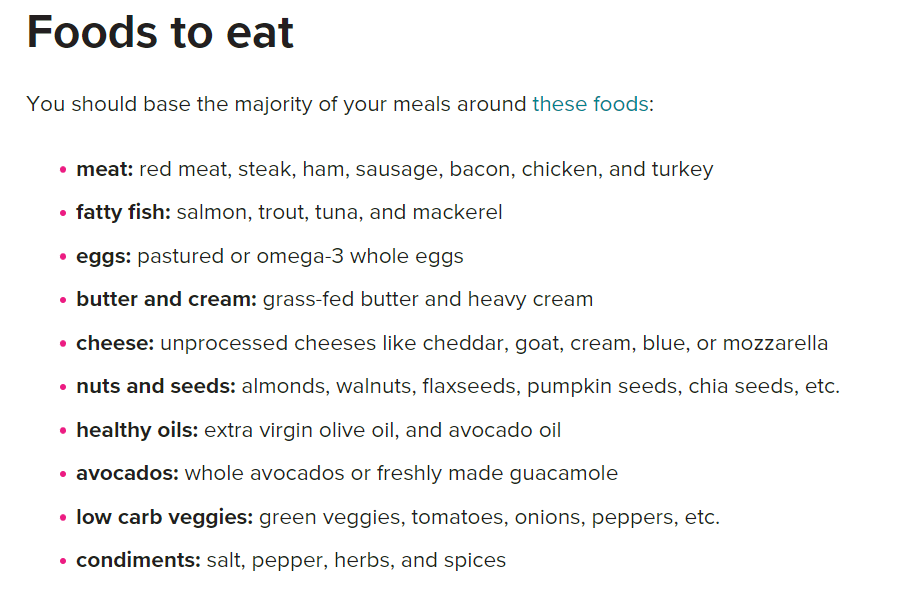 Foods to eat
You should base the majority of your meals around these foods:
• meat: red meat, steak, ham, sausage, bacon, chicken, and turkey
• fatty fish: salmon, trout, tuna, and mackerel
• eggs: pastured or omega-3 whole eggs
• butter and cream: grass-fed butter and heavy cream
• cheese: unprocessed cheeses like cheddar, goat, cream, blue, or mozzarella
• nuts and seeds: almonds, walnuts, flaxseeds, pumpkin seeds, chia seeds, etc.
• healthy oils: extra virgin olive oil, and avocado oil
• avocados: whole avocados or freshly made guacamole
• low carb veggies: green veggies, tomatoes, onions, peppers, etc.
• condiments: salt, pepper, herbs, and spices